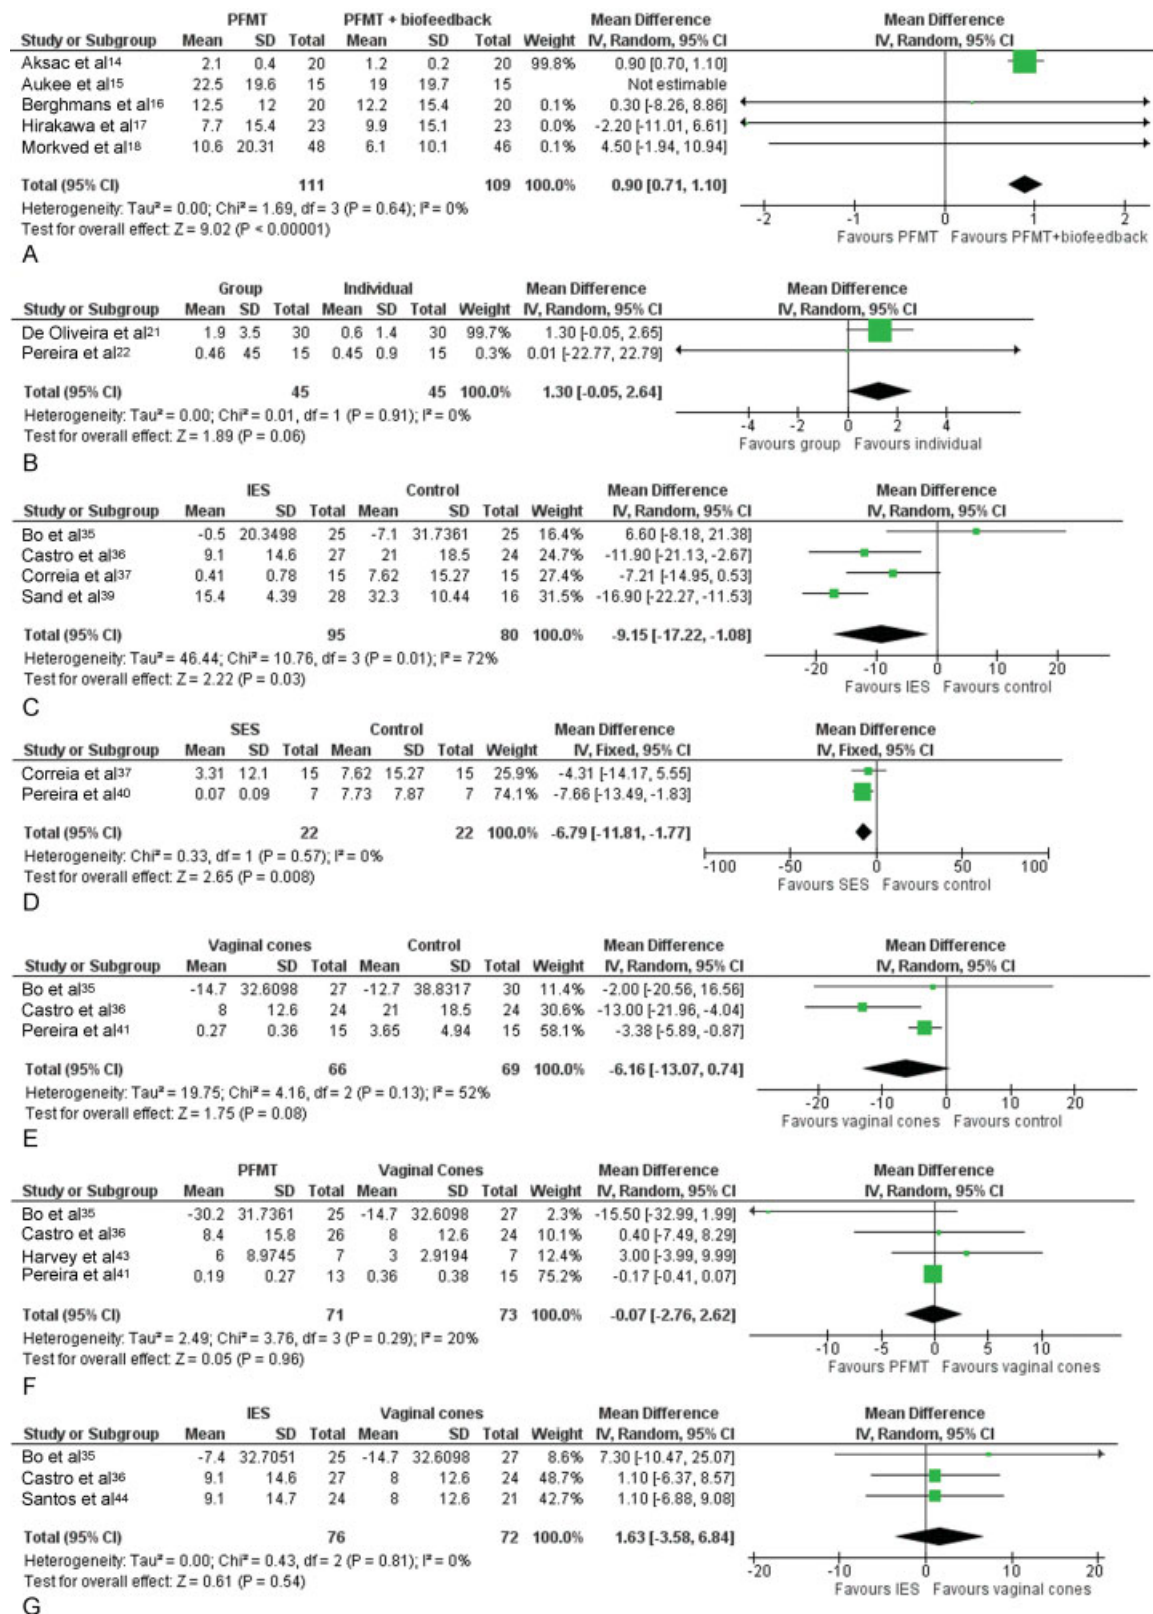 PFMT PFMT + biofeedback Mean Difference Mean Difference
Study or Subgroup Mean SD Total Mean SD Total Weight IV, Random, 95% CI IV, Random, 95% CI
Aksac et al14 2.1 0.4 20 1.2 0.2 20 99.8% 0.90 [0.70, 1.10]
Aukee et al15 22.5 19.6 15 19 19.7 15 Not estimable
Berghmans et al16 12.5 12 20 12.2 15.4 20 0.1% 0.30 [-8.26, 8.86]
Hirakawa et al17 7.7 15.4 23 9.9 15.1 23 0.0% -2.20 [-11.01, 6.61]
Morkved et al18 10.6 20.31 48 6.1 10.1 46 0.1% 4.50 [-1.94, 10.94]
Total (95% CI) 111 109 100.0% 0.90 [0.71, 1.10]
Heterogeneity: Tau² = 0.00; Chi² = 1.69, df = 3 (P = 0.64); I² = 0%
Test for overall effect: Z = 9.02 (P < 0.00001)
-2 -1 0 1 2
Favours PFMT Favours PFMT+biofeedback
A
Group Individual Mean Difference Mean Difference
Study or Subgroup Mean SD Total Mean SD Total Weight IV, Random, 95% CI IV, Random, 95% CI
De Oliveira et al21 1.9 3.5 30 0.6 1.4 30 99.7% 1.30 [-0.05, 2.65]
Pereira et al22 0.46 45 15 0.45 0.9 15 0.3% 0.01 [-22.77, 22.79]
Total (95% CI) 45 45 100.0% 1.30 [-0.05, 2.64]
Heterogeneity: Tau² = 0.00; Chi² = 0.01, df = 1 (P = 0.91); I² = 0%
Test for overall effect: Z = 1.89 (P = 0.06)
-4 -2 0 2 4
Favours group Favours individual
B
IES Control Mean Difference Mean Difference
Study or Subgroup Mean SD Total Mean SD Total Weight IV, Random, 95% CI IV, Random, 95% CI
Bo et al35 -0.5 20.3498 25 -7.1 31.7361 25 16.4% 6.60 [-8.18, 21.38]
Castro et al36 9.1 14.6 27 21 18.5 24 24.7% -11.90 [-21.13, -2.67]
Correia et al37 0.41 0.78 15 7.62 15.27 15 27.4% -7.21 [-14.95, 0.53]
Sand et al39 15.4 4.39 28 32.3 10.44 16 31.5% -16.90 [-22.27, -11.53]
Total (95% CI) 95 80 100.0% -9.15 [-17.22, -1.08]
Heterogeneity: Tau² = 46.44; Chi² = 10.76, df = 3 (P = 0.01); I² = 72%
Test for overall effect: Z = 2.22 (P = 0.03)
-20 -10 0 10 20
Favours IES Favours control
C
SES Control Mean Difference Mean Difference
Study or Subgroup Mean SD Total Mean SD Total Weight IV, Fixed, 95% CI IV, Fixed, 95% CI
Correia et al37 3.31 12.1 15 7.62 15.27 15 25.9% -4.31 [-14.17, 5.55]
Pereira et al40 0.07 0.09 7 7.73 7.87 7 74.1% -7.66 [-13.49, -1.83]
Total (95% CI) 22 22 100.0% -6.79 [-11.81, -1.77]
Heterogeneity: Chi² = 0.33, df = 1 (P = 0.57); I² = 0%
Test for overall effect: Z = 2.65 (P = 0.008)
-100 -50 0 50 100
Favours SES Favours control
D
Vaginal cones Control Mean Difference Mean Difference
Study or Subgroup Mean SD Total Mean SD Total Weight IV, Random, 95% CI IV, Random, 95% CI
Bo et al35 -14.7 32.6098 27 -12.7 38.8317 30 11.4% -2.00 [-20.56, 16.56]
Castro et al36 8 12.6 24 21 18.5 24 30.6% -13.00 [-21.96, -4.04]
Pereira et al41 0.27 0.36 15 3.65 4.94 15 58.1% -3.38 [-5.89, -0.87]
Total (95% CI) 66 69 100.0% -6.16 [-13.07, 0.74]
Heterogeneity: Tau² = 19.75; Chi² = 4.16, df = 2 (P = 0.13); I² = 52%
Test for overall effect: Z = 1.75 (P = 0.08)
-20 -10 0 10 20
Favours vaginal cones Favours control
E
PFMT Vaginal Cones Mean Difference Mean Difference
Study or Subgroup Mean SD Total Mean SD Total Weight IV, Random, 95% CI IV, Random, 95% CI
Bo et al35 -30.2 31.7361 25 -14.7 32.6098 27 2.3% -15.50 [-32.99, 1.99]
Castro et al36 8.4 15.8 26 8 12.6 24 10.1% 0.40 [-7.49, 8.29]
Harvey et al43 6 8.9745 7 3 2.9194 7 12.4% 3.00 [-3.99, 9.99]
Pereira et al41 0.19 0.27 13 0.36 0.38 15 75.2% -0.17 [-0.41, 0.07]
Total (95% CI) 71 73 100.0% -0.07 [-2.76, 2.62]
Heterogeneity: Tau² = 2.49; Chi² = 3.76, df = 3 (P = 0.29); I² = 20%
Test for overall effect: Z = 0.05 (P = 0.96)
-10 -5 0 5 10
Favours PFMT Favours vaginal cones
F
IES Vaginal cones Mean Difference Mean Difference
Study or Subgroup Mean SD Total Mean SD Total Weight IV, Random, 95% CI IV, Random, 95% CI
Bo et al35 -7.4 32.7051 25 -14.7 32.6098 27 8.6% 7.30 [-10.47, 25.07]
Castro et al36 9.1 14.6 27 8 12.6 24 48.7% 1.10 [-6.37, 8.57]
Santos et al44 9.1 14.7 24 8 12.6 21 42.7% 1.10 [-6.88, 9.08]
Total (95% CI) 76 72 100.0% 1.63 [-3.58, 6.84]
Heterogeneity: Tau² = 0.00; Chi² = 0.43, df = 2 (P = 0.81); I² = 0%
Test for overall effect: Z = 0.61 (P = 0.54)
-20 -10 0 10 20
Favours IES Favours vaginal cones
G